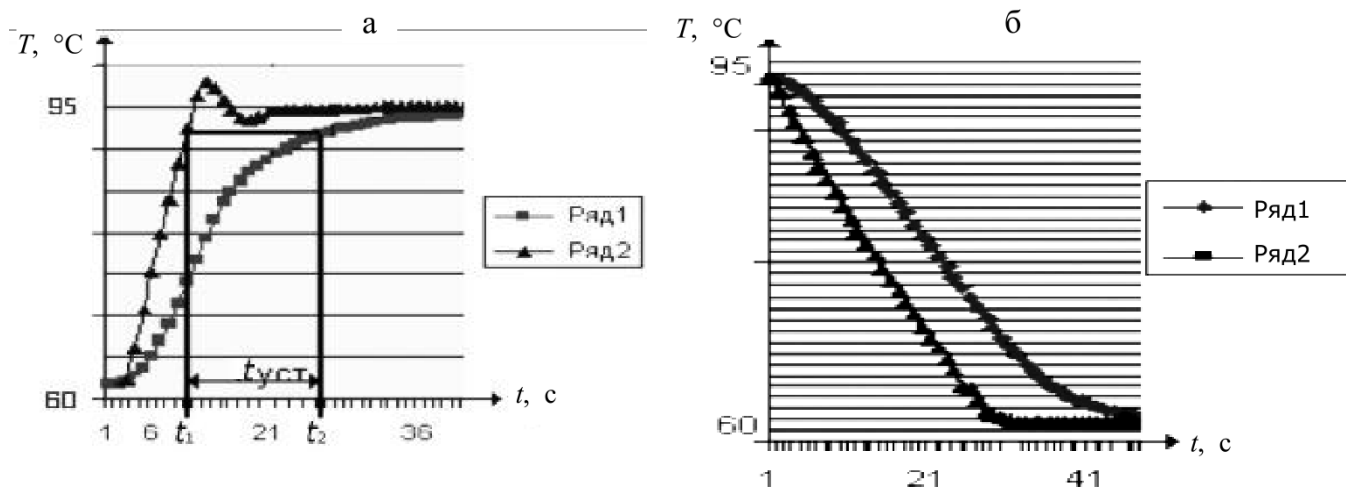 а
T, °C
95
Ряд1
Ряд2
tуст
60
t, с
1 6 t₁ 21 t₂ 36
б
T, °C
95
Ряд1
Ряд2
60
t, с
1 21 41